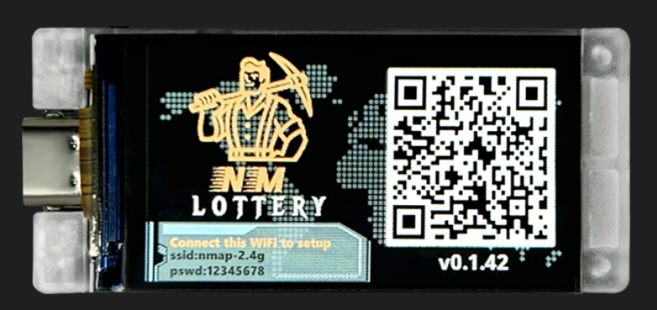 NM
LOTTERY
Connect this WiFi to setup
ssid:nmap-2.4g
pswd:12345678
v0.1.42